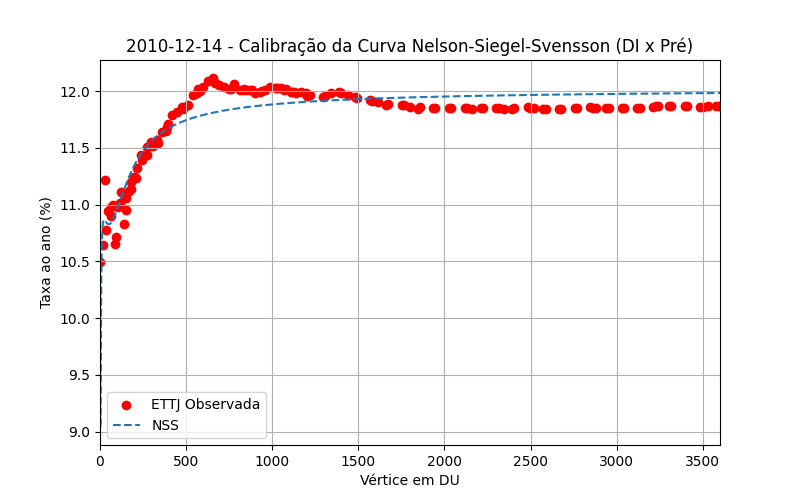 2010-12-14 - Calibração da Curva Nelson-Siegel-Svensson (DI x Pré)
Taxa ao ano (%)
12.0
11.5
11.0
10.5
10.0
9.5
9.0
ETTJ Observada
NSS
0 500 1000 1500 2000 2500 3000 3500
Vértice em DU